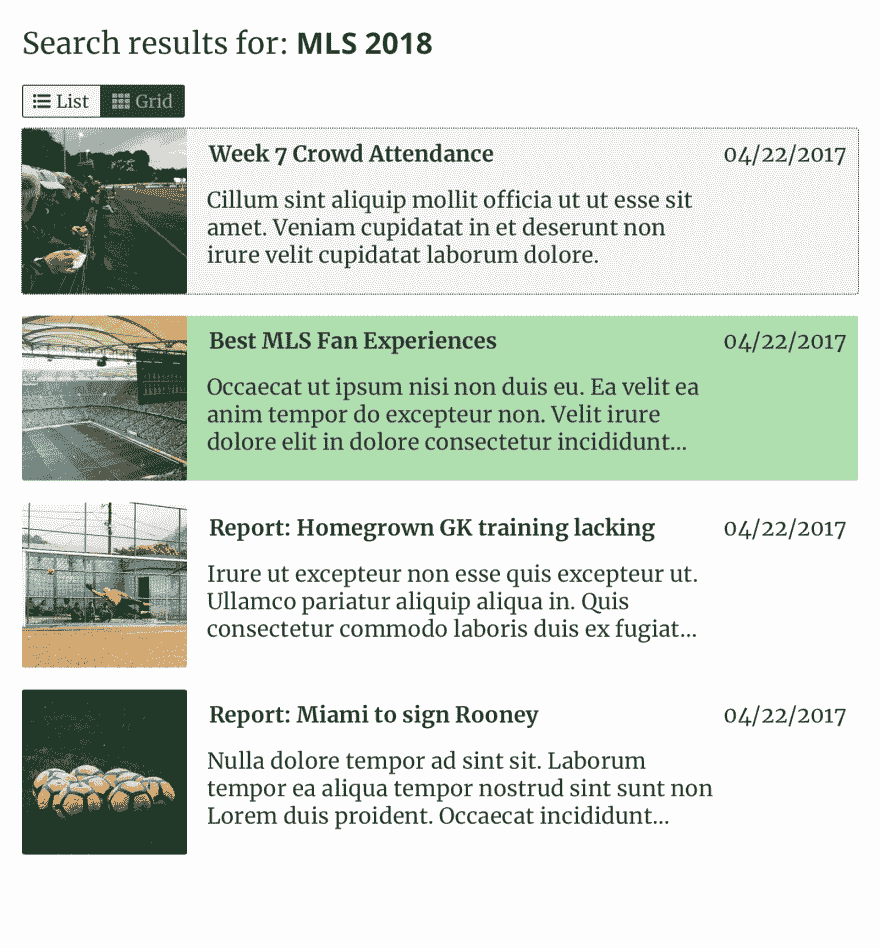 Search results for: MLS 2018
List Grid
Week 7 Crowd Attendance 04/22/2017
Cillum sint aliquip mollit officia ut ut esse sit
amet. Veniam cupidatat in et deserunt non
irure velit cupidatat laborum dolore.
Best MLS Fan Experiences 04/22/2017
Occaecat ut ipsum nisi non duis eu. Ea velit ea
anim tempor do excepteur non. Velit irure
dolore elit in dolore consectetur incididunt...
Report: Homegrown GK training lacking 04/22/2017
Irure ut excepteur non esse quis excepteur ut.
Ullamco pariatur aliquip aliqua in. Quis
consectetur commodo laboris duis ex fugiat...
Report: Miami to sign Rooney 04/22/2017
Nulla dolore tempor ad sint sit. Laborum
tempor ea aliqua tempor nostrud sint sunt non
Lorem duis proident. Occaecat incididunt...